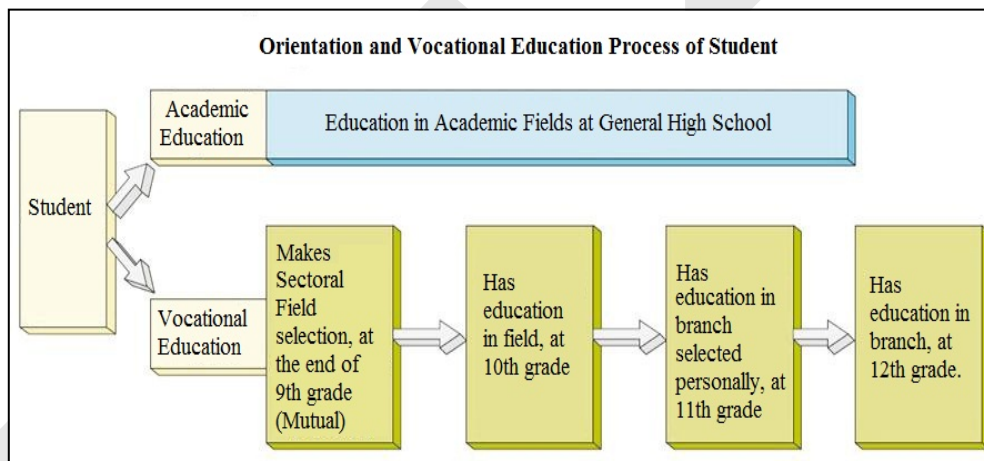 Orientation and Vocational Education Process of Student
Student
Academic
Education
Education in Academic Fields at General High School
Vocational
Education
Makes
Sectoral
Field
selection, at
the end of
9th grade
(Mutual)
Has
education
in field, at
10th grade
Has
education in
branch
selected
personally, at
11th grade
Has
education in
branch, at
12th grade.